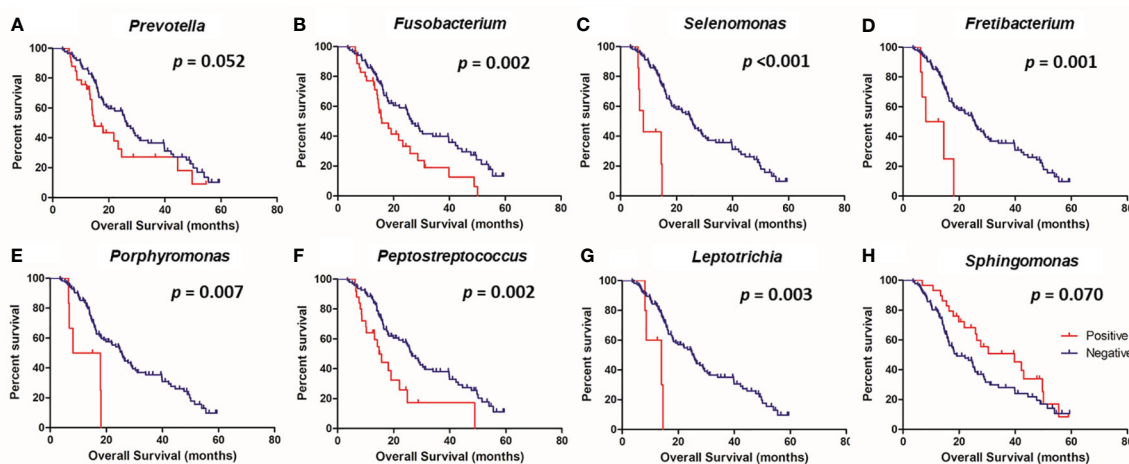 A
Prevotella
p = 0.052
Percent survival
100
80
60
40
20
0
0 20 40 60 80
Overall Survival (months)
B
Fusobacterium
p = 0.002
Percent survival
100
80
60
40
20
0
0 20 40 60 80
Overall Survival (months)
C
Selenomonas
p <0.001
Percent survival
100
80
60
40
20
0
0 20 40 60 80
Overall Survival (months)
D
Fretibacterium
p = 0.001
Percent survival
100
80
60
40
20
0
0 20 40 60 80
Overall Survival (months)
E
Porphyromonas
p = 0.007
Percent survival
100
80
60
40
20
0
0 20 40 60 80
Overall Survival (months)
F
Peptostreptococcus
p = 0.002
Percent survival
100
80
60
40
20
0
0 20 40 60 80
Overall Survival (months)
G
Leptotrichia
p = 0.003
Percent survival
100
80
60
40
20
0
0 20 40 60 80
Overall Survival (months)
H
Sphingomonas
p = 0.070
Percent survival
100
80
60
40
20
0
0 20 40 60 80
Overall Survival (months)
Positive
Negative